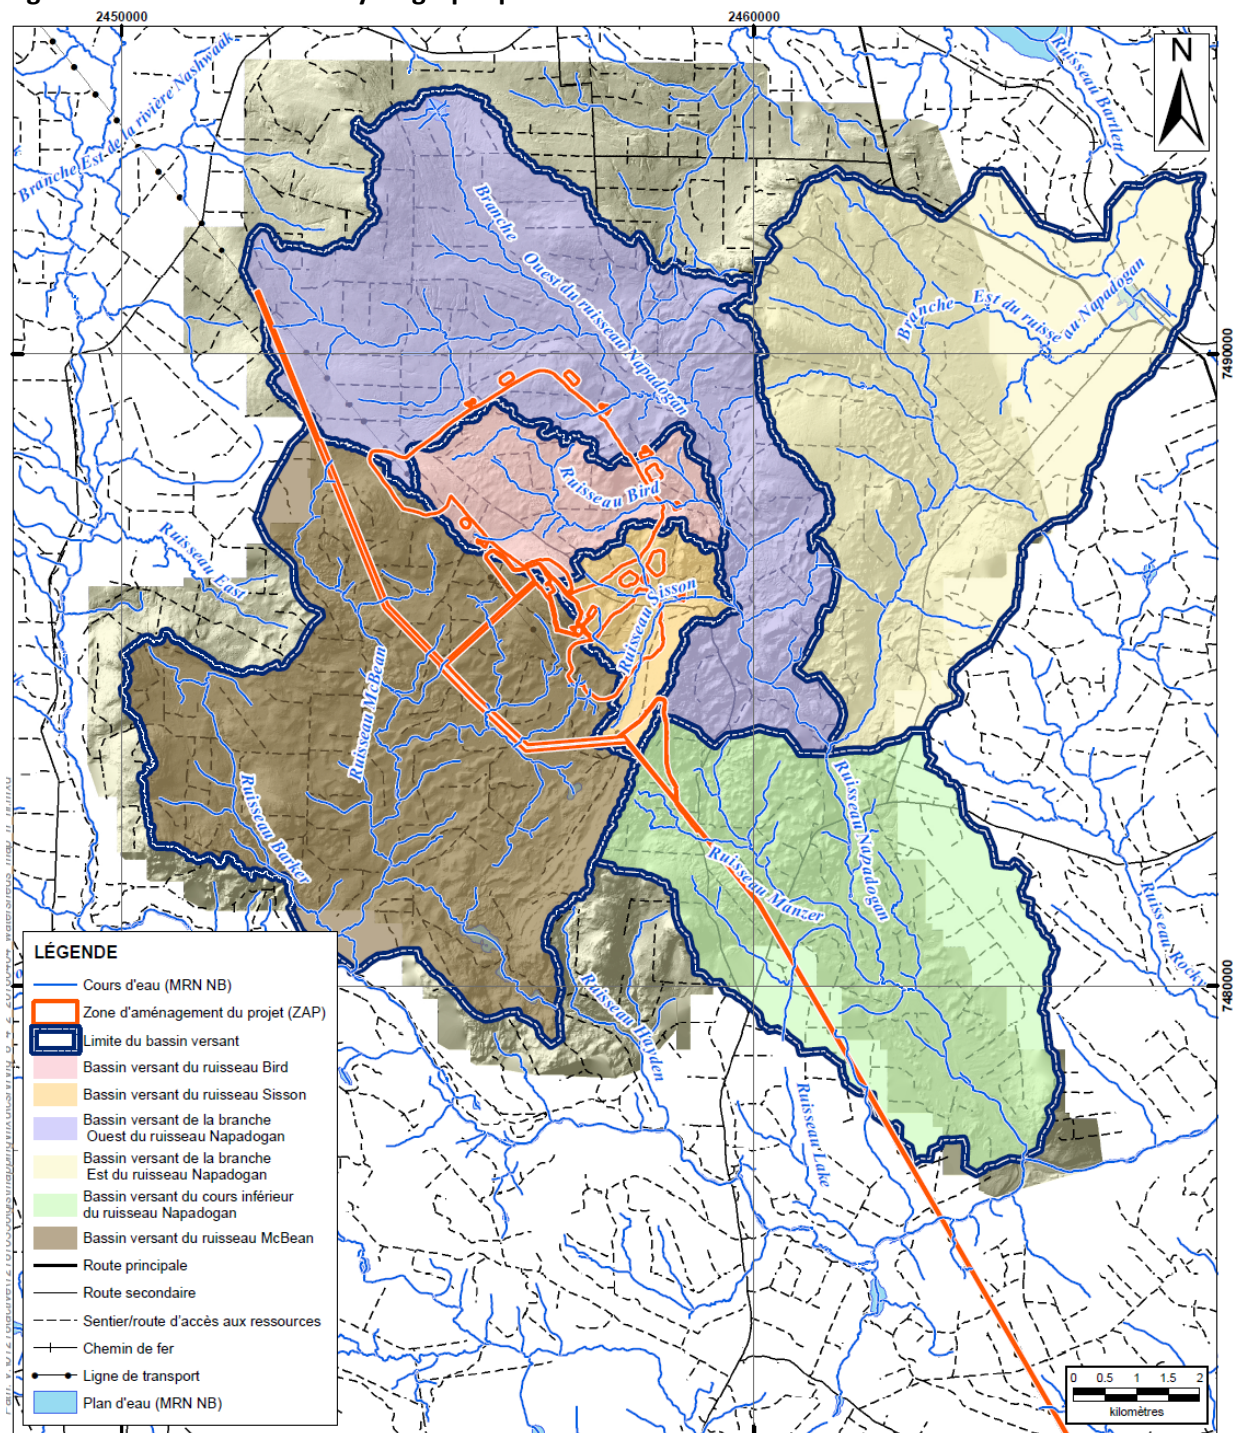 2450000
2460000
N
Branche Est de la rivière Nashwaak
Ruisseau Bartlett
Branche Ouest du ruisseau Napadogan
Branche Est du ruisseau Napadogan
7490000
Ruisseau Bird
Ruisseau East
Ruisseau Sisson
Ruisseau McBean
Ruisseau Barker
Ruisseau Napadogan
Ruisseau Manzer
Ruisseau Rocky
7480000
Ruisseau Hayden
Ruisseau Lake
LÉGENDE
Cours d'eau (MRN NB)
Zone d'aménagement du projet (ZAP)
Limite du bassin versant
Bassin versant du ruisseau Bird
Bassin versant du ruisseau Sisson
Bassin versant de la branche
Ouest du ruisseau Napadogan
Bassin versant de la branche
Est du ruisseau Napadogan
Bassin versant du cours inférieur
du ruisseau Napadogan
Bassin versant du ruisseau McBean
Route principale
Route secondaire
Sentier/route d'accès aux ressources
Chemin de fer
Ligne de transport
Plan d'eau (MRN NB)
0 0.5 1 1.5 2
kilomètres